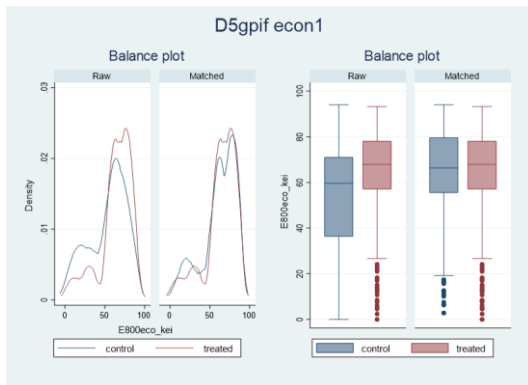 D5gpif econ1
Balance plot
Raw Matched
.03
.02
.01
0
Density
0 50 100 0 50 100
E800eco_kei
control treated
Balance plot
Raw Matched
100
80
60
40
20
0
E800eco_kei
control treated